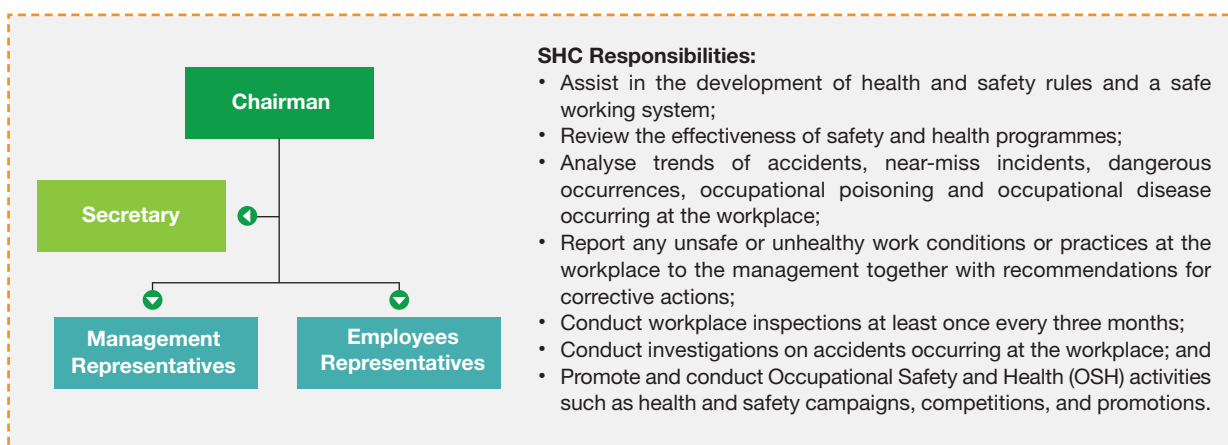 Chairman
Secretary
Management
Representatives
Employees
Representatives
SHC Responsibilities:
• Assist in the development of health and safety rules and a safe
working system;
• Review the effectiveness of safety and health programmes;
• Analyse trends of accidents, near-miss incidents, dangerous
occurrences, occupational poisoning and occupational disease
occurring at the workplace;
• Report any unsafe or unhealthy work conditions or practices at the
workplace to the management together with recommendations for
corrective actions;
• Conduct workplace inspections at least once every three months;
• Conduct investigations on accidents occurring at the workplace; and
• Promote and conduct Occupational Safety and Health (OSH) activities
such as health and safety campaigns, competitions, and promotions.